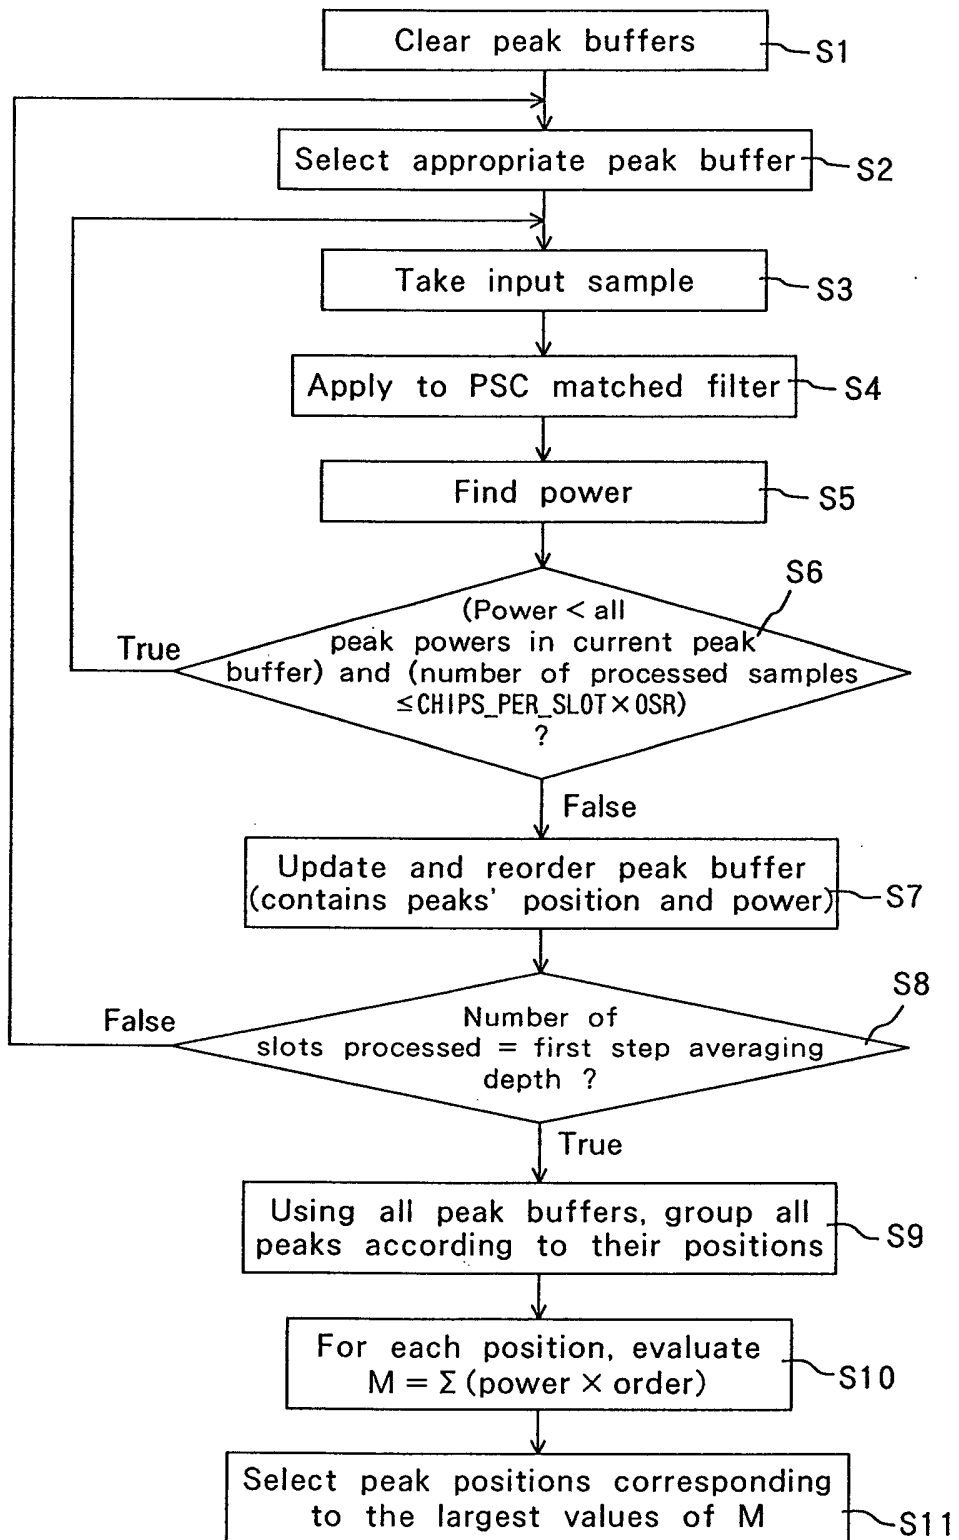 Clear peak buffers
S1
Select appropriate peak buffer
S2
Take input sample
S3
Apply to PSC matched filter
S4
Find power
S5
S6
(Power < all
peak powers in current peak
buffer) and (number of processed samples
≤CHIPS_PER_SLOT×OSR)
?
True
False
Update and reorder peak buffer
(contains peaks' position and power)
S7
S8
Number of
slots processed = first step averaging
depth ?
False
True
Using all peak buffers, group all
peaks according to their positions
S9
For each position, evaluate
M = Σ (power × order)
S10
Select peak positions corresponding
to the largest values of M
S11